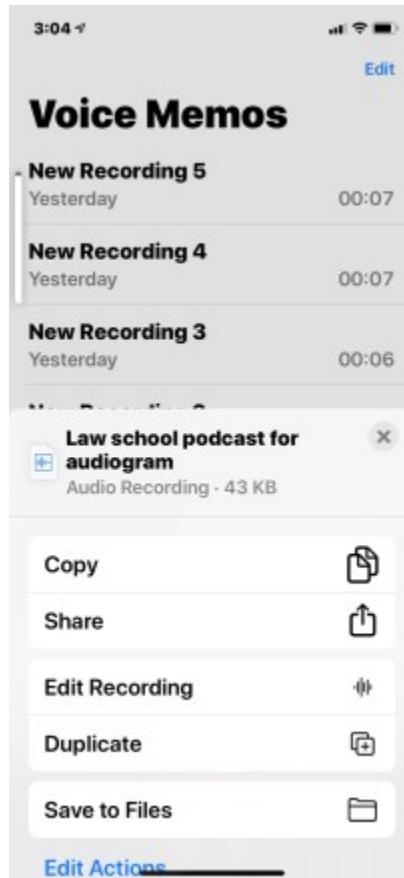 3:04
Edit
Voice Memos
New Recording 5
Yesterday 00:07
New Recording 4
Yesterday 00:07
New Recording 3
Yesterday 00:06
Law school podcast for
audiogram
Audio Recording · 43 KB
Copy
Share
Edit Recording
Duplicate
Save to Files
Edit Actions